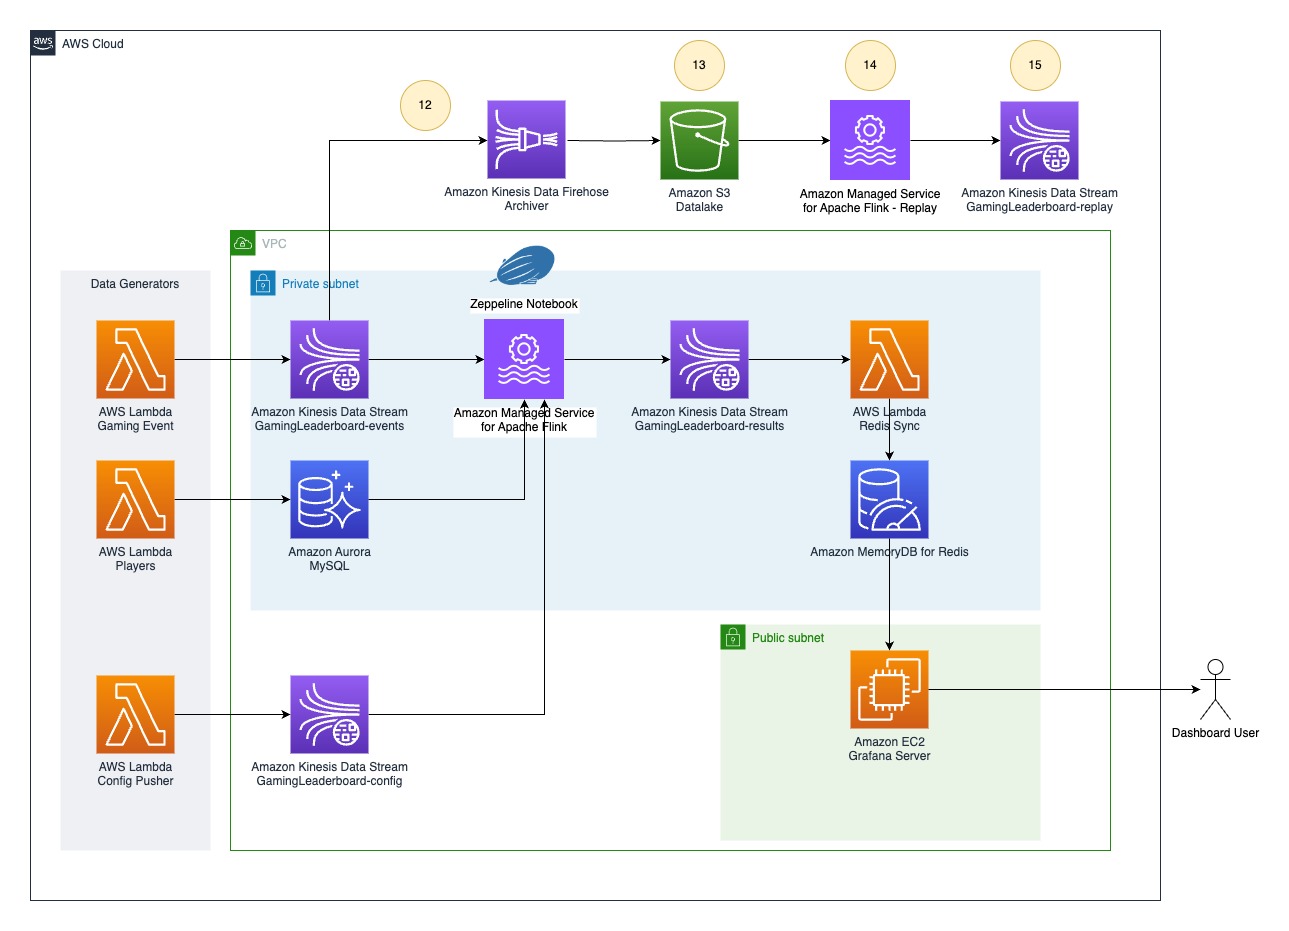 aws
AWS Cloud
12
13
14
15
Amazon Kinesis Data Firehose
Archiver
Amazon S3
Datalake
Amazon Managed Service
for Apache Flink - Replay
Amazon Kinesis Data Stream
GamingLeaderboard-replay
VPC
Data Generators
Private subnet
Zeppeline Notebook
AWS Lambda
Gaming Event
Amazon Kinesis Data Stream
GamingLeaderboard-events
Amazon Managed Service
for Apache Flink
Amazon Kinesis Data Stream
GamingLeaderboard-results
AWS Lambda
Redis Sync
AWS Lambda
Players
Amazon Aurora
MySQL
Amazon MemoryDB for Redis
Public subnet
AWS Lambda
Config Pusher
Amazon Kinesis Data Stream
GamingLeaderboard-config
Amazon EC2
Grafana Server
Dashboard User